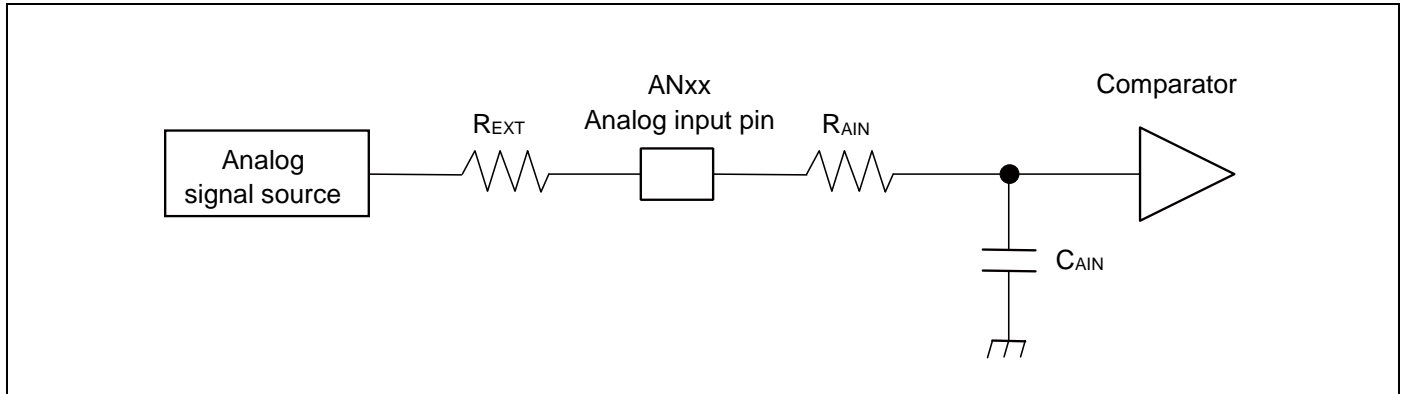 Comparator
ANxx
Analog input pin
REXT
RAIN
Analog
signal source
CAIN